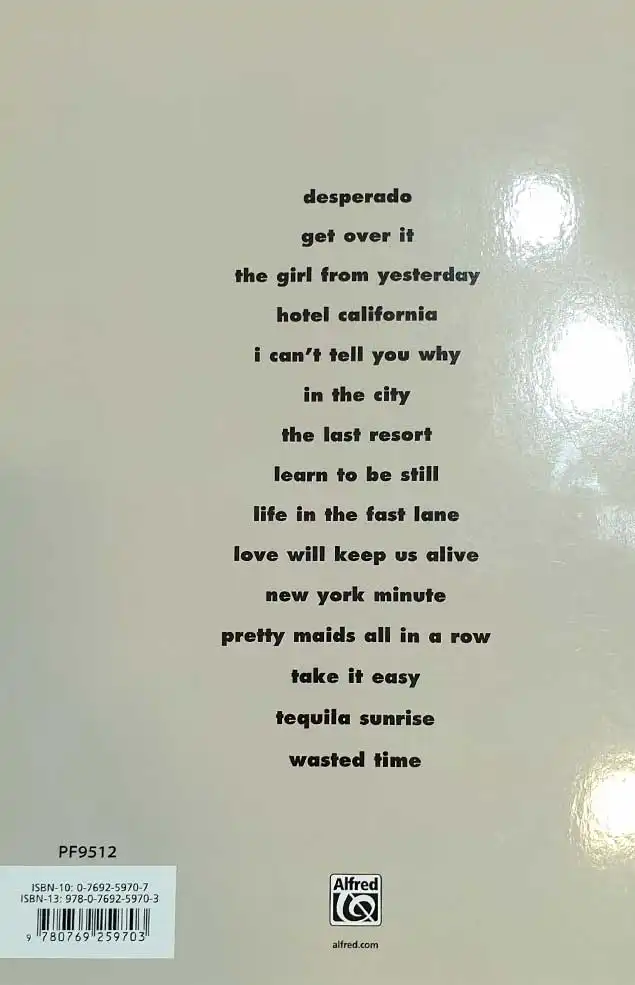 desperado
get over it
the girl from yesterday
hotel california
i can't tell you why
in the city
the last resort
learn to be still
life in the fast lane
love will keep us alive
new york minute
pretty maids all in a row
take it easy
tequila sunrise
wasted time
PF9512
ISBN-10: 0-7692-5970-7
ISBN-13: 978-0-7692-5970-3
9 780769 259703
Alfred
alfred.com